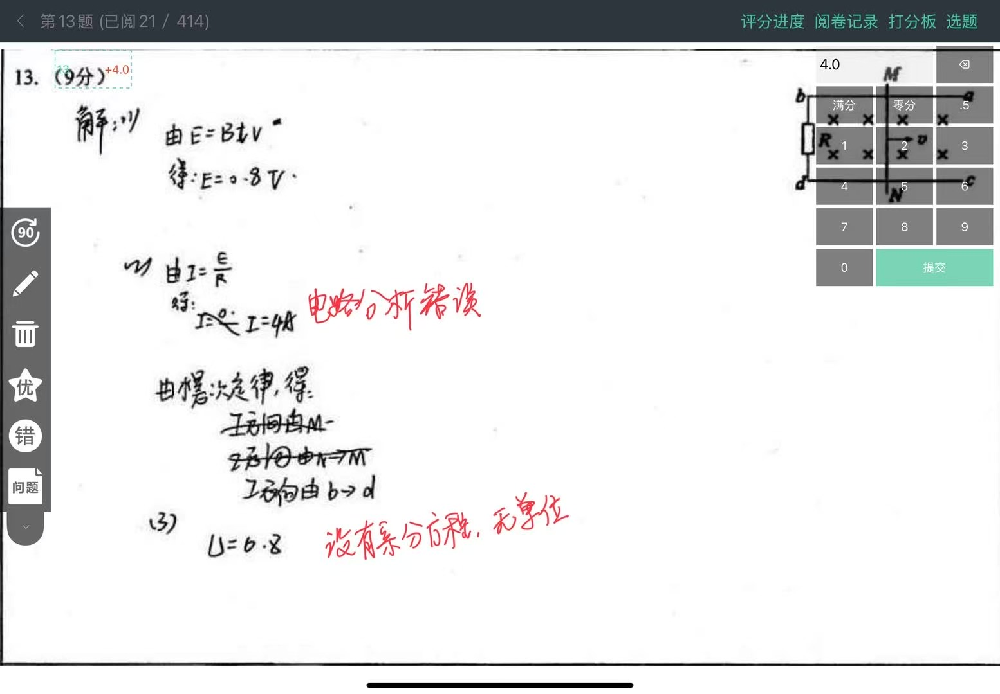 第13题 (已阅21 / 414)
评分进度 阅卷记录 打分板 选题
13. (9分)
13 +4.0
4.0
满分 零分 .5
1 2 3
4 5 6
7 8 9
0 提交
M
b a
R v
d c
N
解:(1) 由E=BLV
得:E=0.8V.
(2) 由I=E/R
得:
I=0. I=4A
电路分析错误
由楞次定律,得:
I方向由M-
I方向由N→M
I方向由b→d
(3)
U=0.8
没有系分方程,无单位
90
优
错
问题